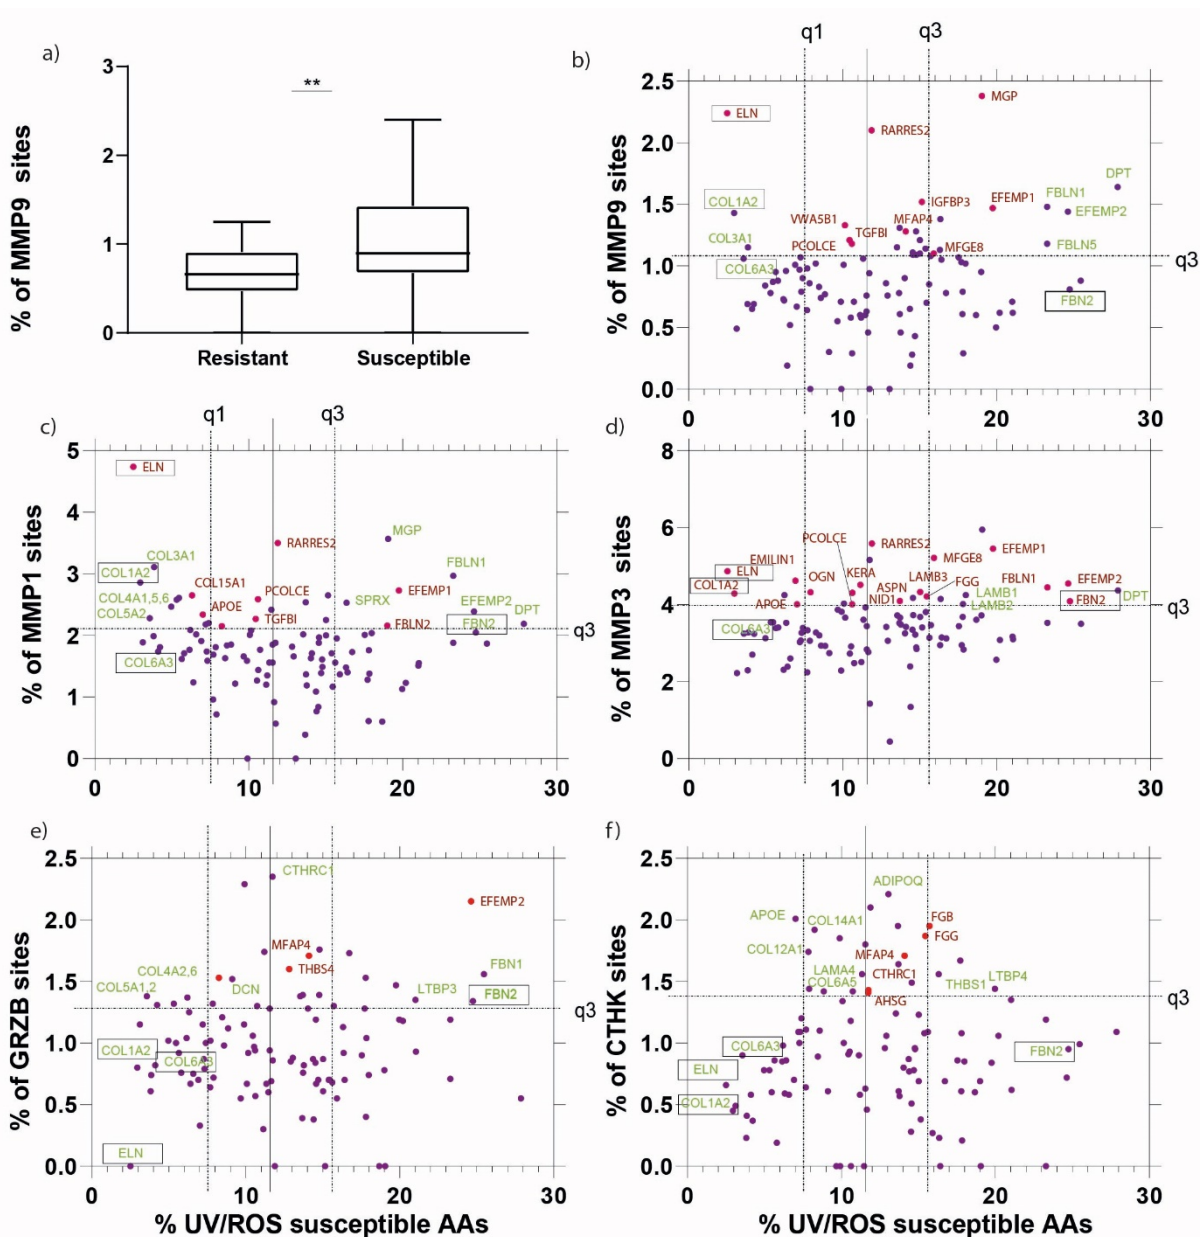 a)
% of MMP9 sites
3
2
1
0
**
Resistant
Susceptible
b)
q1
q3
% of MMP9 sites
2.5
2.0
1.5
1.0
0.5
0.0
0
10
20
30
q3
MGP
ELN
RARRES2
DPT
COL1A2
IGFBP3
FBLN1
EFEMP1
EFEMP2
VWA5B1
MFAP4
TGFBI
COL3A1
PCOLCE
MFGE8
FBLN5
COL6A3
FBN2
c)
q1
q3
% of MMP1 sites
5
4
3
2
1
0
0
10
20
30
q3
ELN
MGP
RARRES2
COL3A1
COL1A2
FBLN1
COL15A1
COL4A1,5,6
PCOLCE
EFEMP1
SPRX
COL5A2
APOE
TGFBI
EFEMP2
DPT
FBLN2
FBN2
COL6A3
d)
% of MMP3 sites
8
6
4
2
0
0
10
20
30
q3
PCOLCE
RARRES2
EFEMP1
MFGE8
EMILIN1
ELN
OGN
KERA
LAMB3
FGG
ASPN
FBLN1
EFEMP2
COL1A2
APOE
NID1
LAMB1
LAMB2
FBN2
DPT
COL6A3
e)
% of GRZB sites
2.5
2.0
1.5
1.0
0.5
0.0
0
10
20
30
q3
CTHRC1
EFEMP2
MFAP4
THBS4
COL4A2,6
COL5A1,2
DCN
FBN1
LTBP3
FBN2
COL1A2
COL6A3
ELN
% UV/ROS susceptible AAs
f)
% of CTHK sites
2.5
2.0
1.5
1.0
0.5
0.0
0
10
20
30
q3
ADIPOQ
APOE
COL14A1
FGB
FGG
COL12A1
MFAP4
LAMA4
CTHRC1
COL6A5
THBS1
LTBP4
AHSG
COL6A3
FBN2
ELN
COL1A2
% UV/ROS susceptible AAs